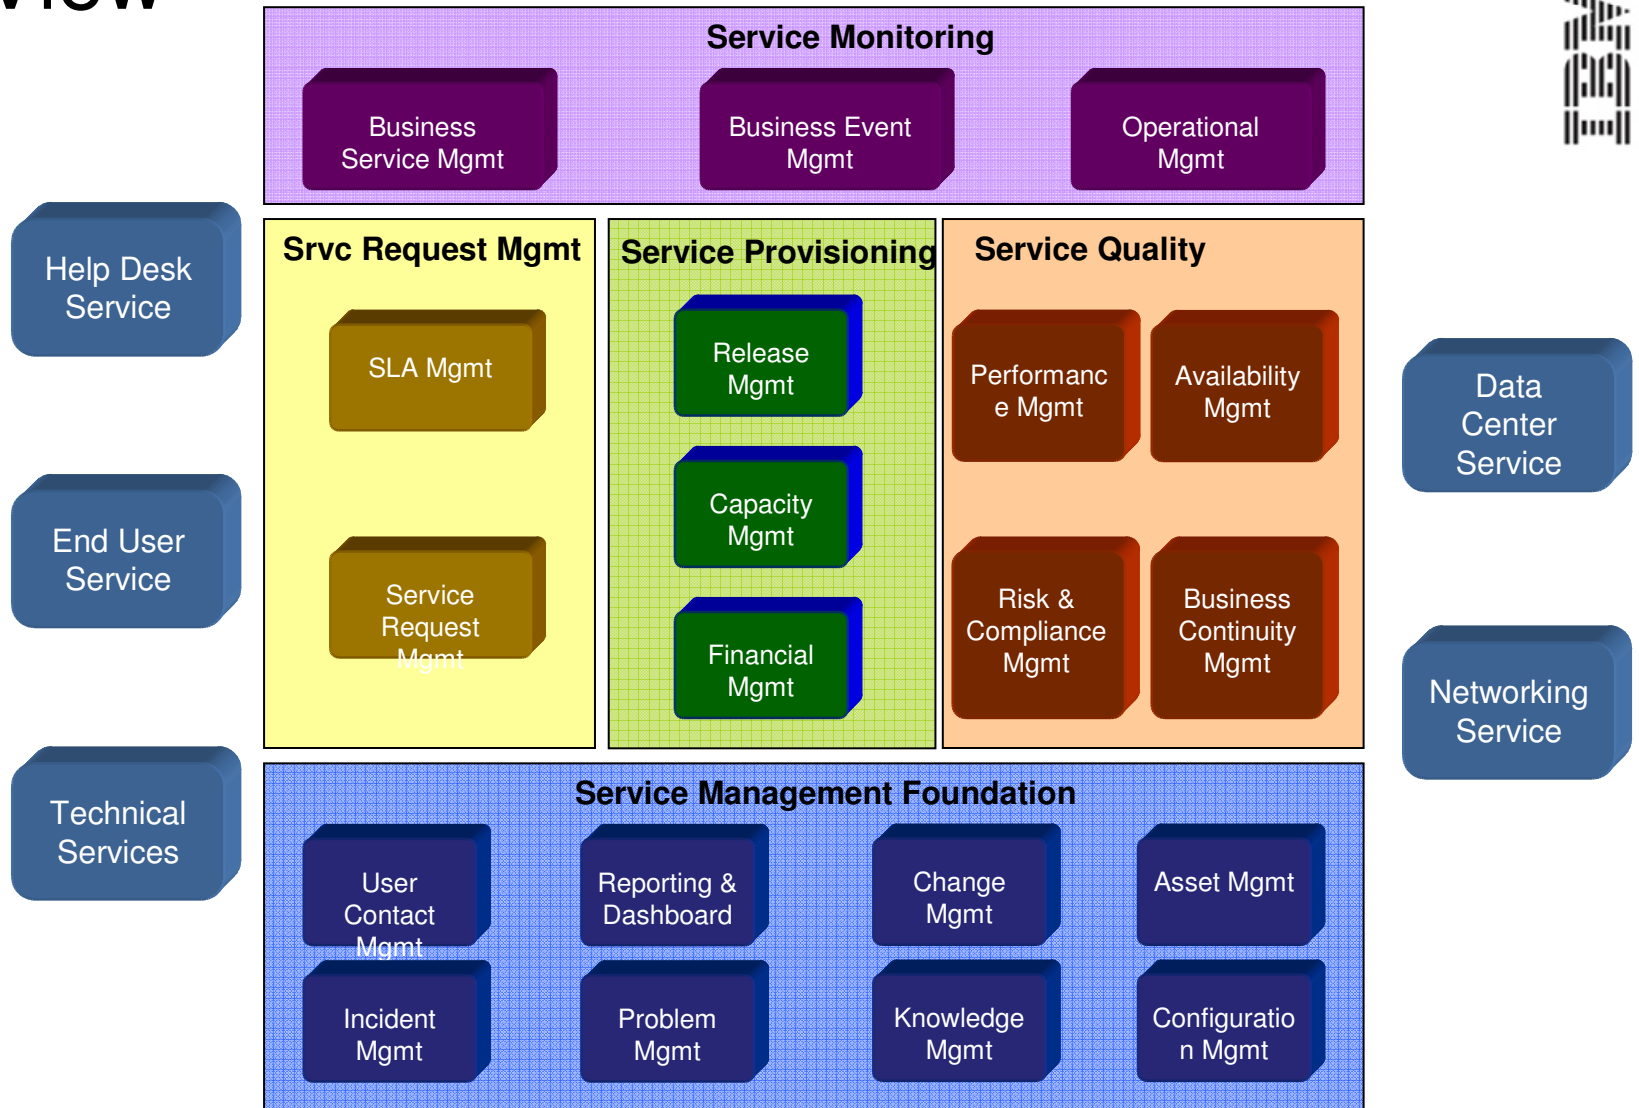 Service Monitoring
Business
Service Mgmt
Business Event
Mgmt
Operational
Mgmt
IBM
Help Desk
Service
End User
Service
Technical
Services
Srvc Request Mgmt
SLA Mgmt
Service
Request
Mgmt
Service Provisioning
Release
Mgmt
Capacity
Mgmt
Financial
Mgmt
Service Quality
Performanc
e Mgmt
Availability
Mgmt
Risk &
Compliance
Mgmt
Business
Continuity
Mgmt
Data
Center
Service
Networking
Service
Service Management Foundation
User
Contact
Mgmt
Reporting &
Dashboard
Change
Mgmt
Asset Mgmt
Incident
Mgmt
Problem
Mgmt
Knowledge
Mgmt
Configuratio
n Mgmt